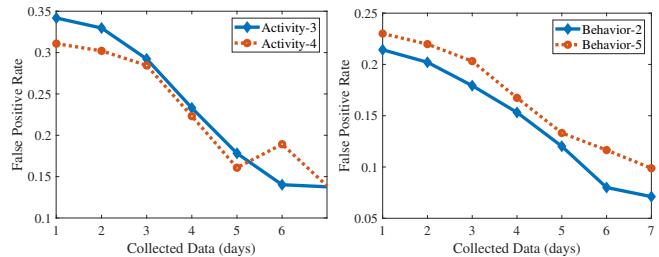 0.35
0.3
0.25
0.2
0.15
0.1
False Positive Rate
Activity-3
Activity-4
1 2 3 4 5 6
Collected Data (days)
0.25
0.2
0.15
0.1
0.05
False Positive Rate
Behavior-2
Behavior-5
1 2 3 4 5 6 7
Collected Data (days)